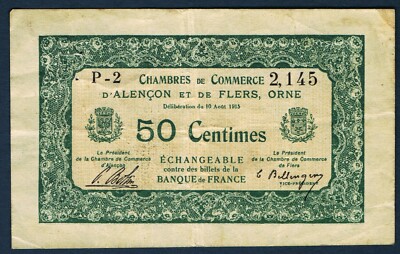 P-2 CHAMBRES DE COMMERCE 2,145
D'ALENÇON ET DE FLERS, ORNE
Délibération du 10 Août 1915
50 Centimes
Le Président
de la Chambre de Commerce
d'Alençon
ÉCHANGEABLE
contre des billets de la
BANQUE DE FRANCE
Le Président
de la Chambre de Commerce
de Flers
VICE-PRÉSIDENT